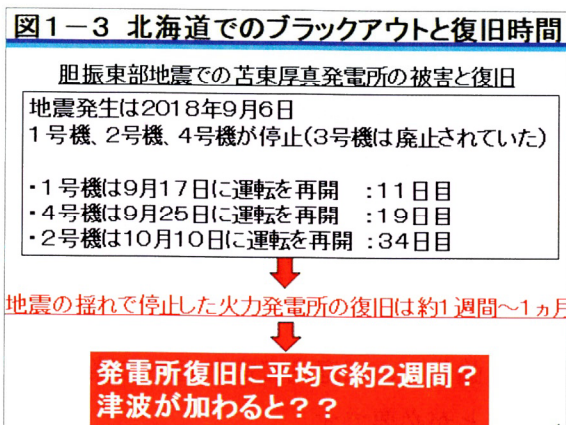 図1－3 北海道でのブラックアウトと復旧時間
胆振東部地震での苫東厚真発電所の被害と復旧
地震発生は2018年9月6日
1号機、2号機、4号機が停止(3号機は廃止されていた)
・1号機は9月17日に運転を再開 :11日目
・4号機は9月25日に運転を再開 :19日目
・2号機は10月10日に運転を再開 :34日目
地震の揺れで停止した火力発電所の復旧は約1週間～1ヵ月
発電所復旧に平均で約2週間？
津波が加わると？？